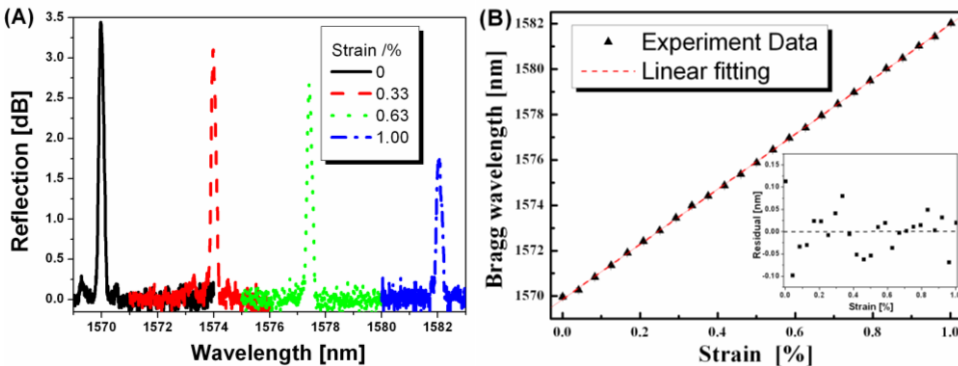 (A)
3.5
3.0
2.5
2.0
1.5
1.0
0.5
0.0
Reflection [dB]
Strain /%
0
0.33
0.63
1.00
1570 1572 1574 1576 1578 1580 1582
Wavelength [nm]
(B)
1582
1580
1578
1576
1574
1572
1570
Bragg wavelength [nm]
Experiment Data
Linear fitting
0.15
0.10
0.05
0.00
-0.05
-0.10
Residual [nm]
0.0 0.2 0.4 0.6 0.8 1.0
Strain [%]
0.0 0.2 0.4 0.6 0.8 1.0
Strain [%]